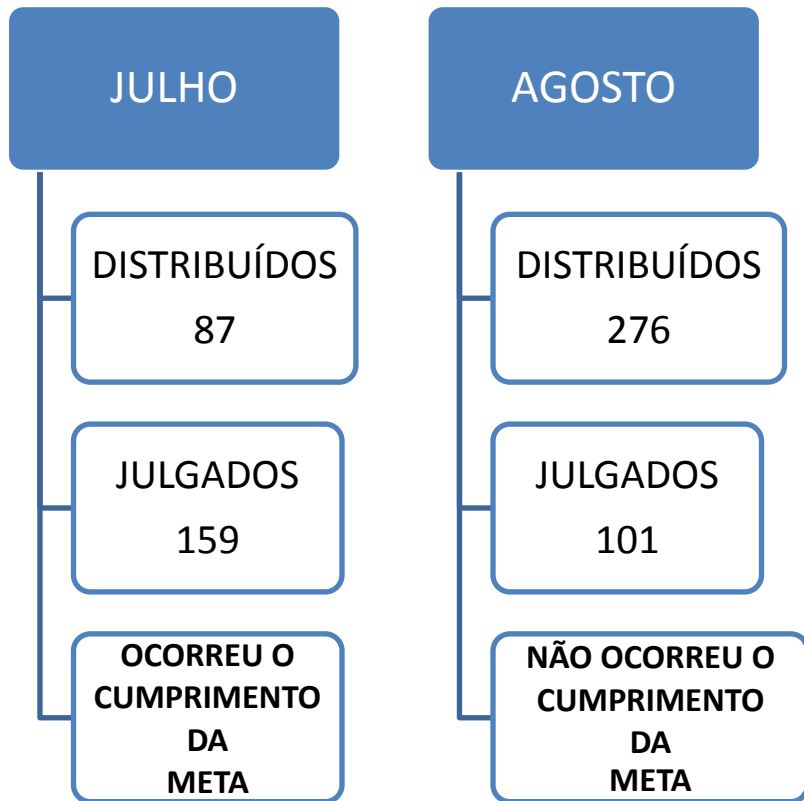 JULHO
DISTRIBUÍDOS
87
JULGADOS
159
OCORREU O
CUMPRIMENTO
DA
META
AGOSTO
DISTRIBUÍDOS
276
JULGADOS
101
NÃO OCORREU O
CUMPRIMENTO
DA
META